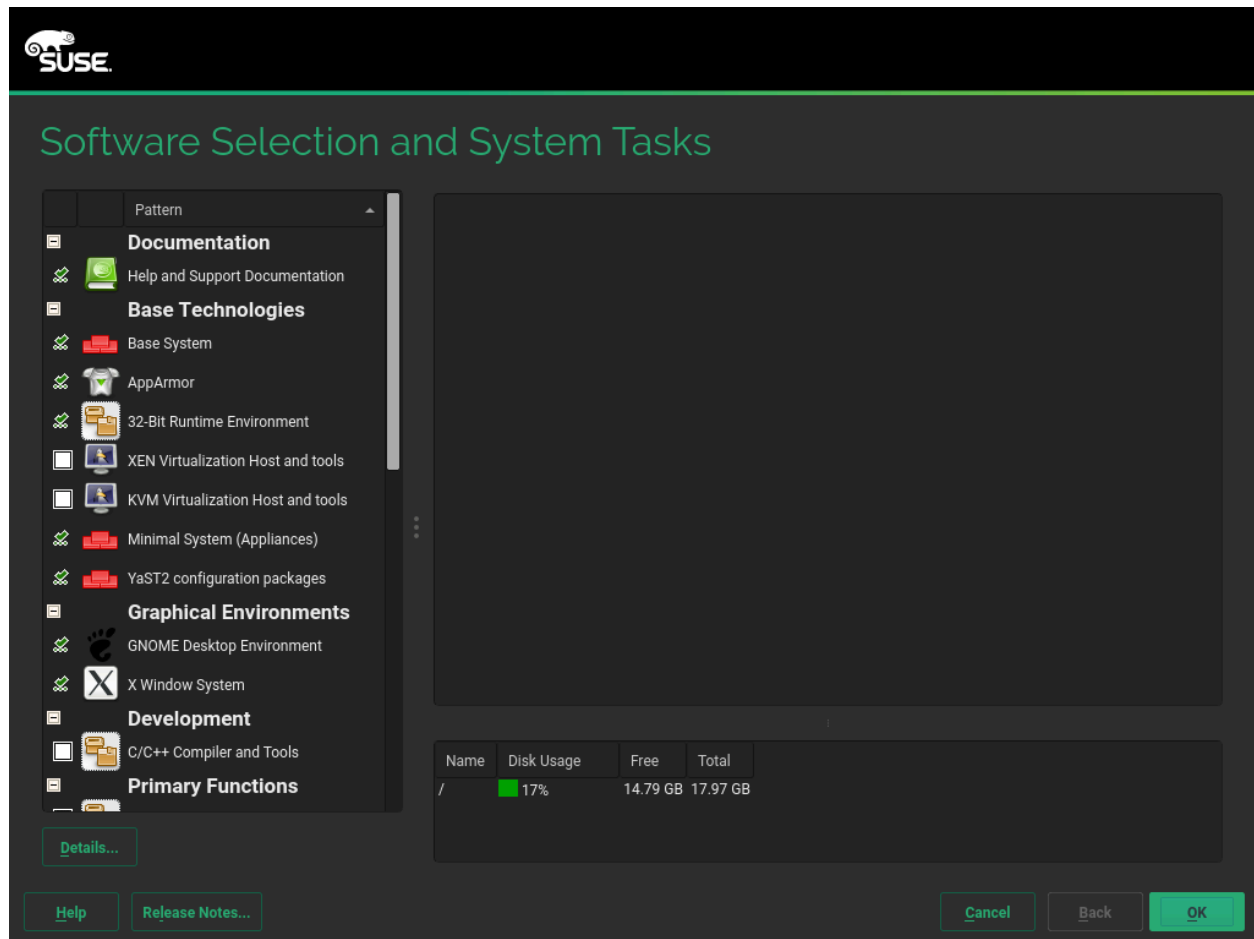 SUSE.
Software Selection and System Tasks
Pattern
Documentation
Help and Support Documentation
Base Technologies
Base System
AppArmor
32-Bit Runtime Environment
XEN Virtualization Host and tools
KVM Virtualization Host and tools
Minimal System (Appliances)
YaST2 configuration packages
Graphical Environments
GNOME Desktop Environment
X Window System
Development
C/C++ Compiler and Tools
Primary Functions
Name Disk Usage Free Total
/ 17% 14.79 GB 17.97 GB
Details...
Help Release Notes... Cancel Back OK